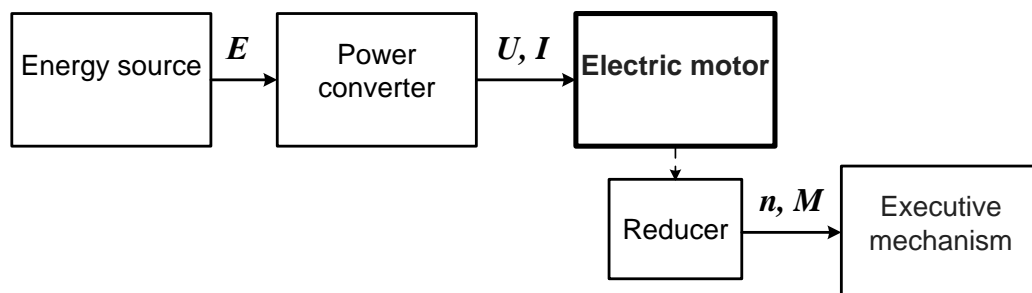 Energy source
E
Power
converter
U, I
Electric motor
Reducer
n, M
Executive
mechanism